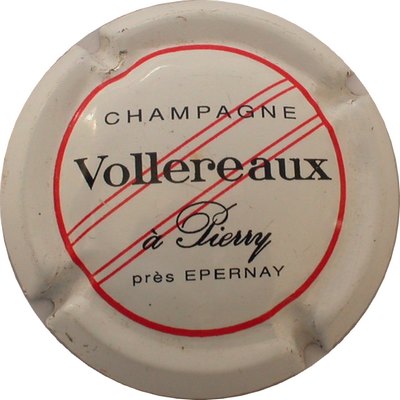 CHAMPAGNE
Vollereaux
à Pierry
près EPERNAY